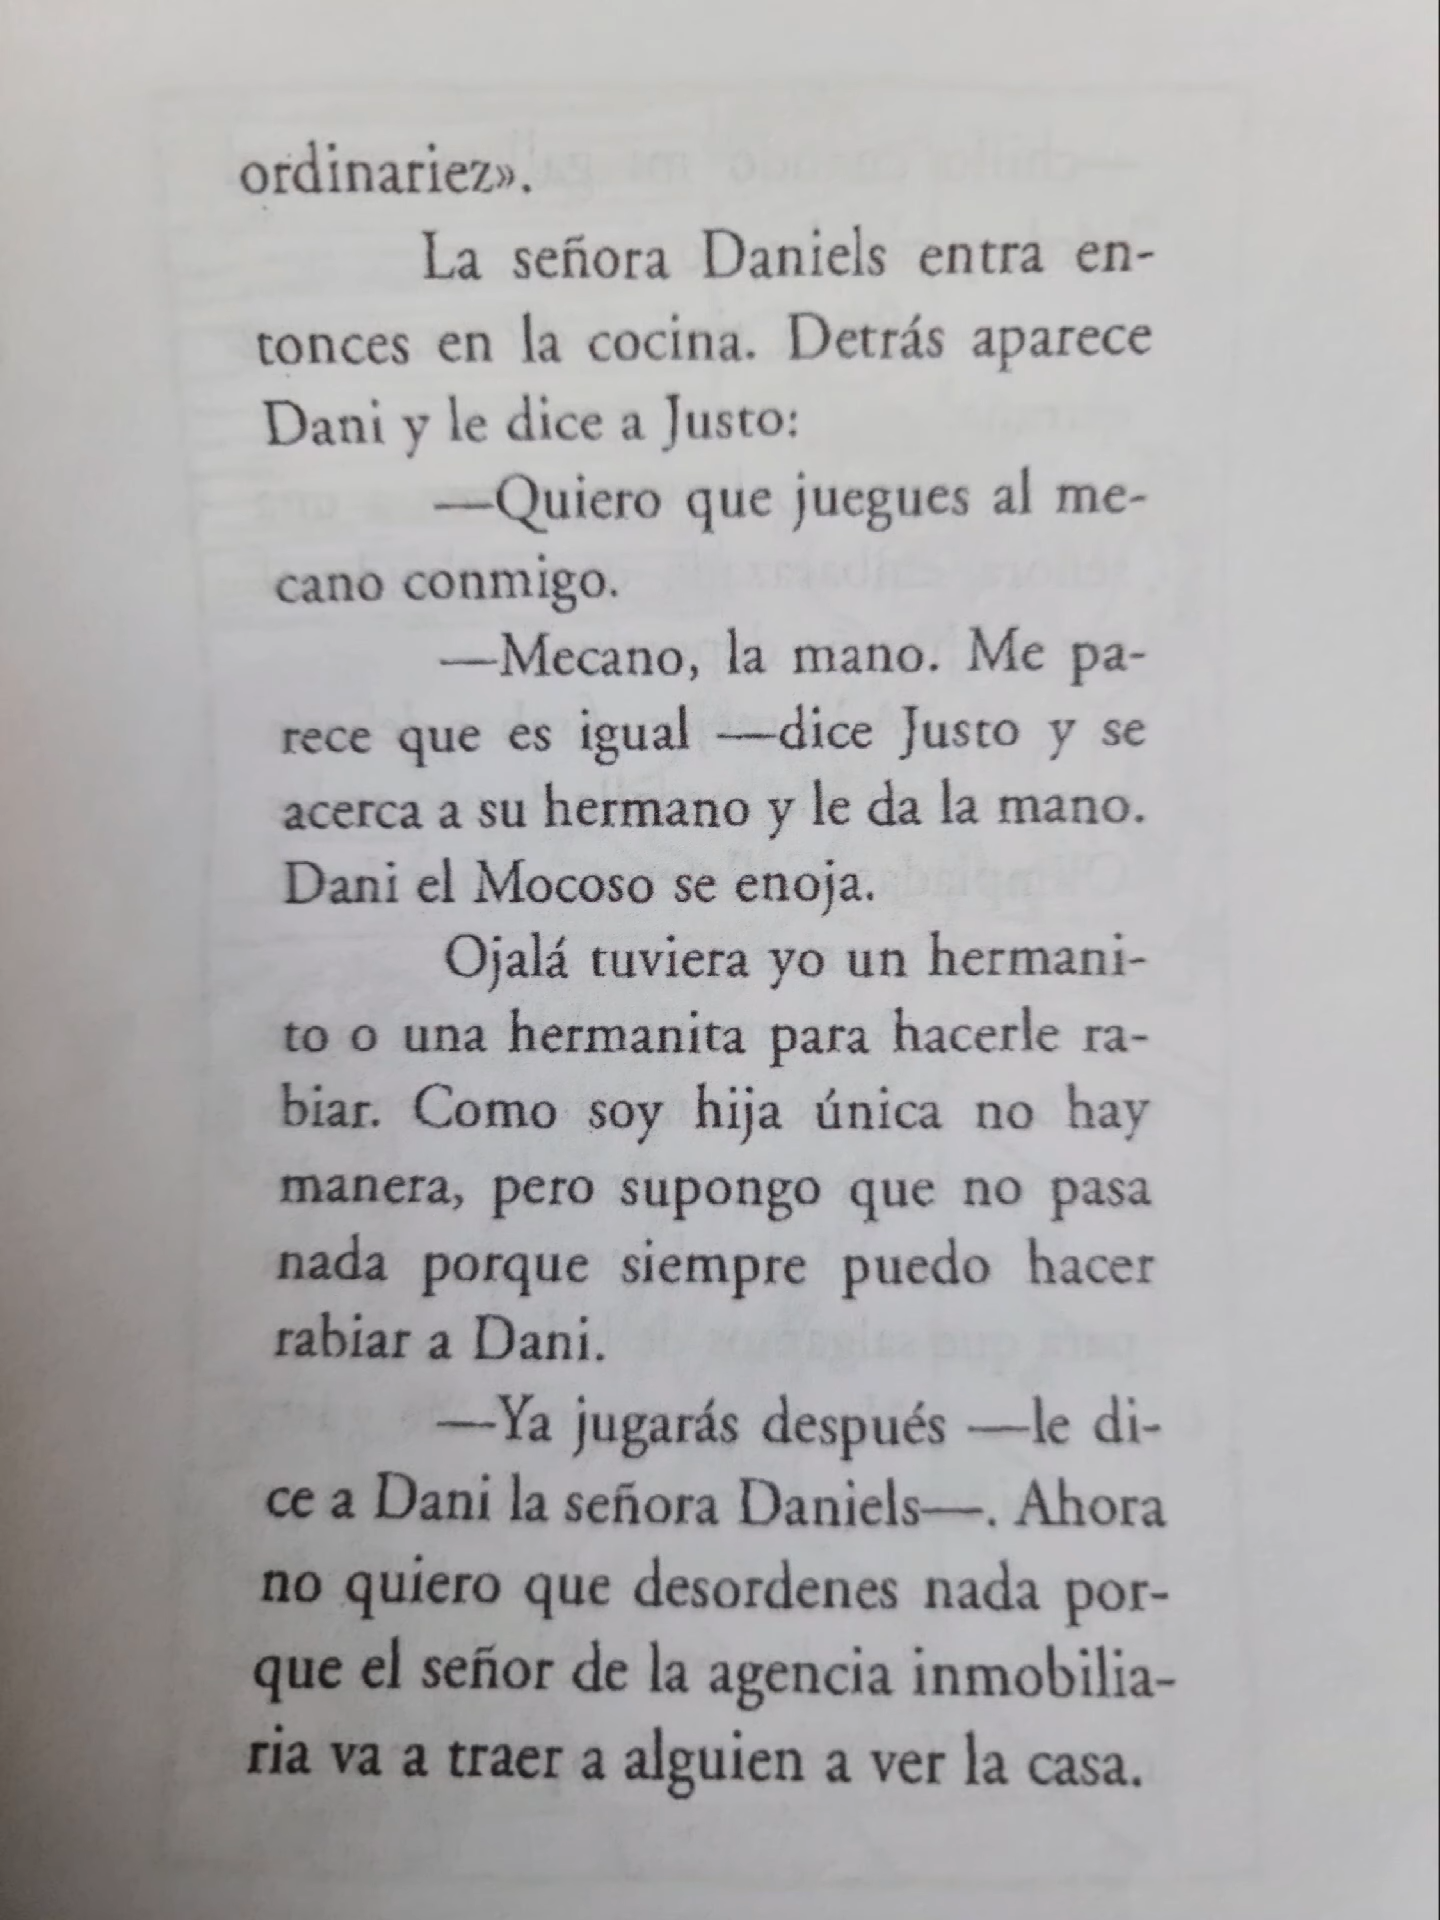 ordinariez».
La señora Daniels entra en-
tonces en la cocina. Detrás aparece
Dani y le dice a Justo:
—Quiero que juegues al me-
cano conmigo.
—Mecano, la mano. Me pa-
rece que es igual —dice Justo y se
acerca a su hermano y le da la mano.
Dani el Mocoso se enoja.
Ojalá tuviera yo un hermani-
to o una hermanita para hacerle ra-
biar. Como soy hija única no hay
manera, pero supongo que no pasa
nada porque siempre puedo hacer
rabiar a Dani.
—Ya jugarás después —le di-
ce a Dani la señora Daniels—. Ahora
no quiero que desordenes nada por-
que el señor de la agencia inmobilia-
ria va a traer a alguien a ver la casa.